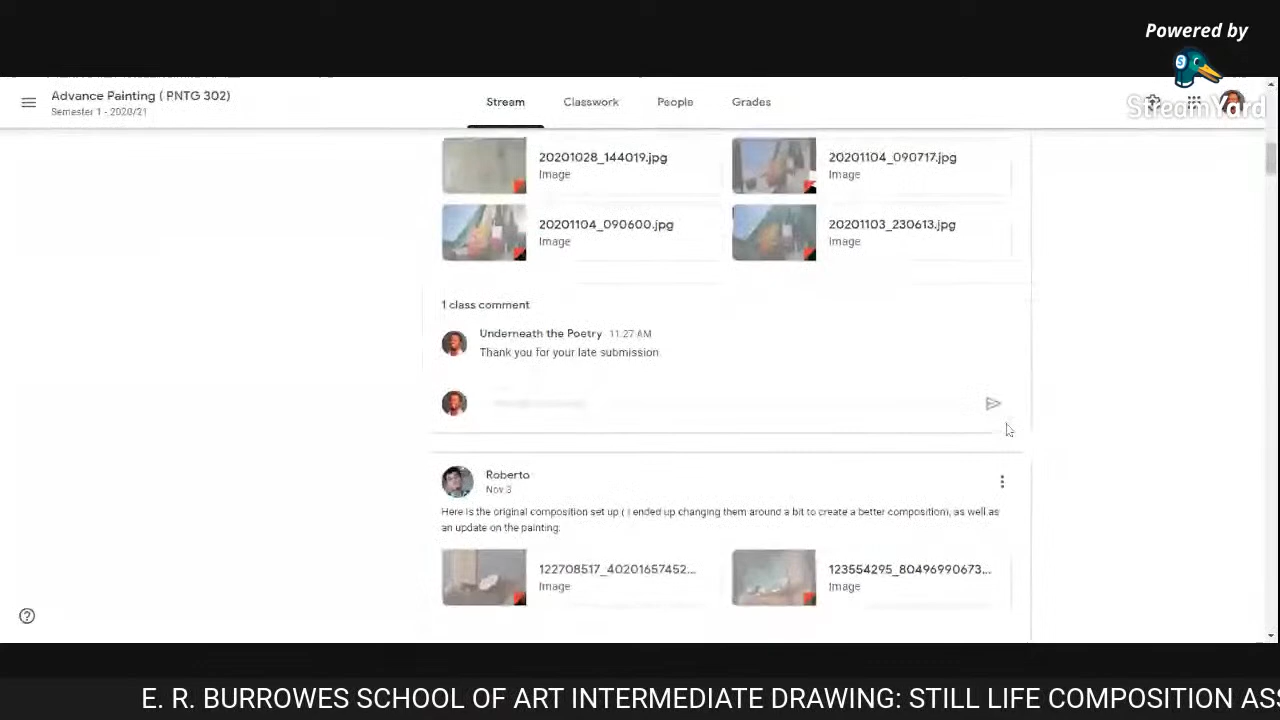 Powered by
StreamYard
Advance Painting ( PNTG 302)
Semester 1 - 2020/21
Stream
Classwork
People
Grades
20201028_144019.jpg
Image
20201104_090717.jpg
Image
20201104_090600.jpg
Image
20201103_230613.jpg
Image
1 class comment
Underneath the Poetry 11:27 AM
Thank you for your late submission
Roberto
Nov 3
Here is the original composition set up ( I ended up changing them around a bit to create a better composition), as well as
an update on the painting.
122708517_40201657452...
Image
123554295_80496990673...
Image
E. R. BURROWES SCHOOL OF ART INTERMEDIATE DRAWING: STILL LIFE COMPOSITION ASS